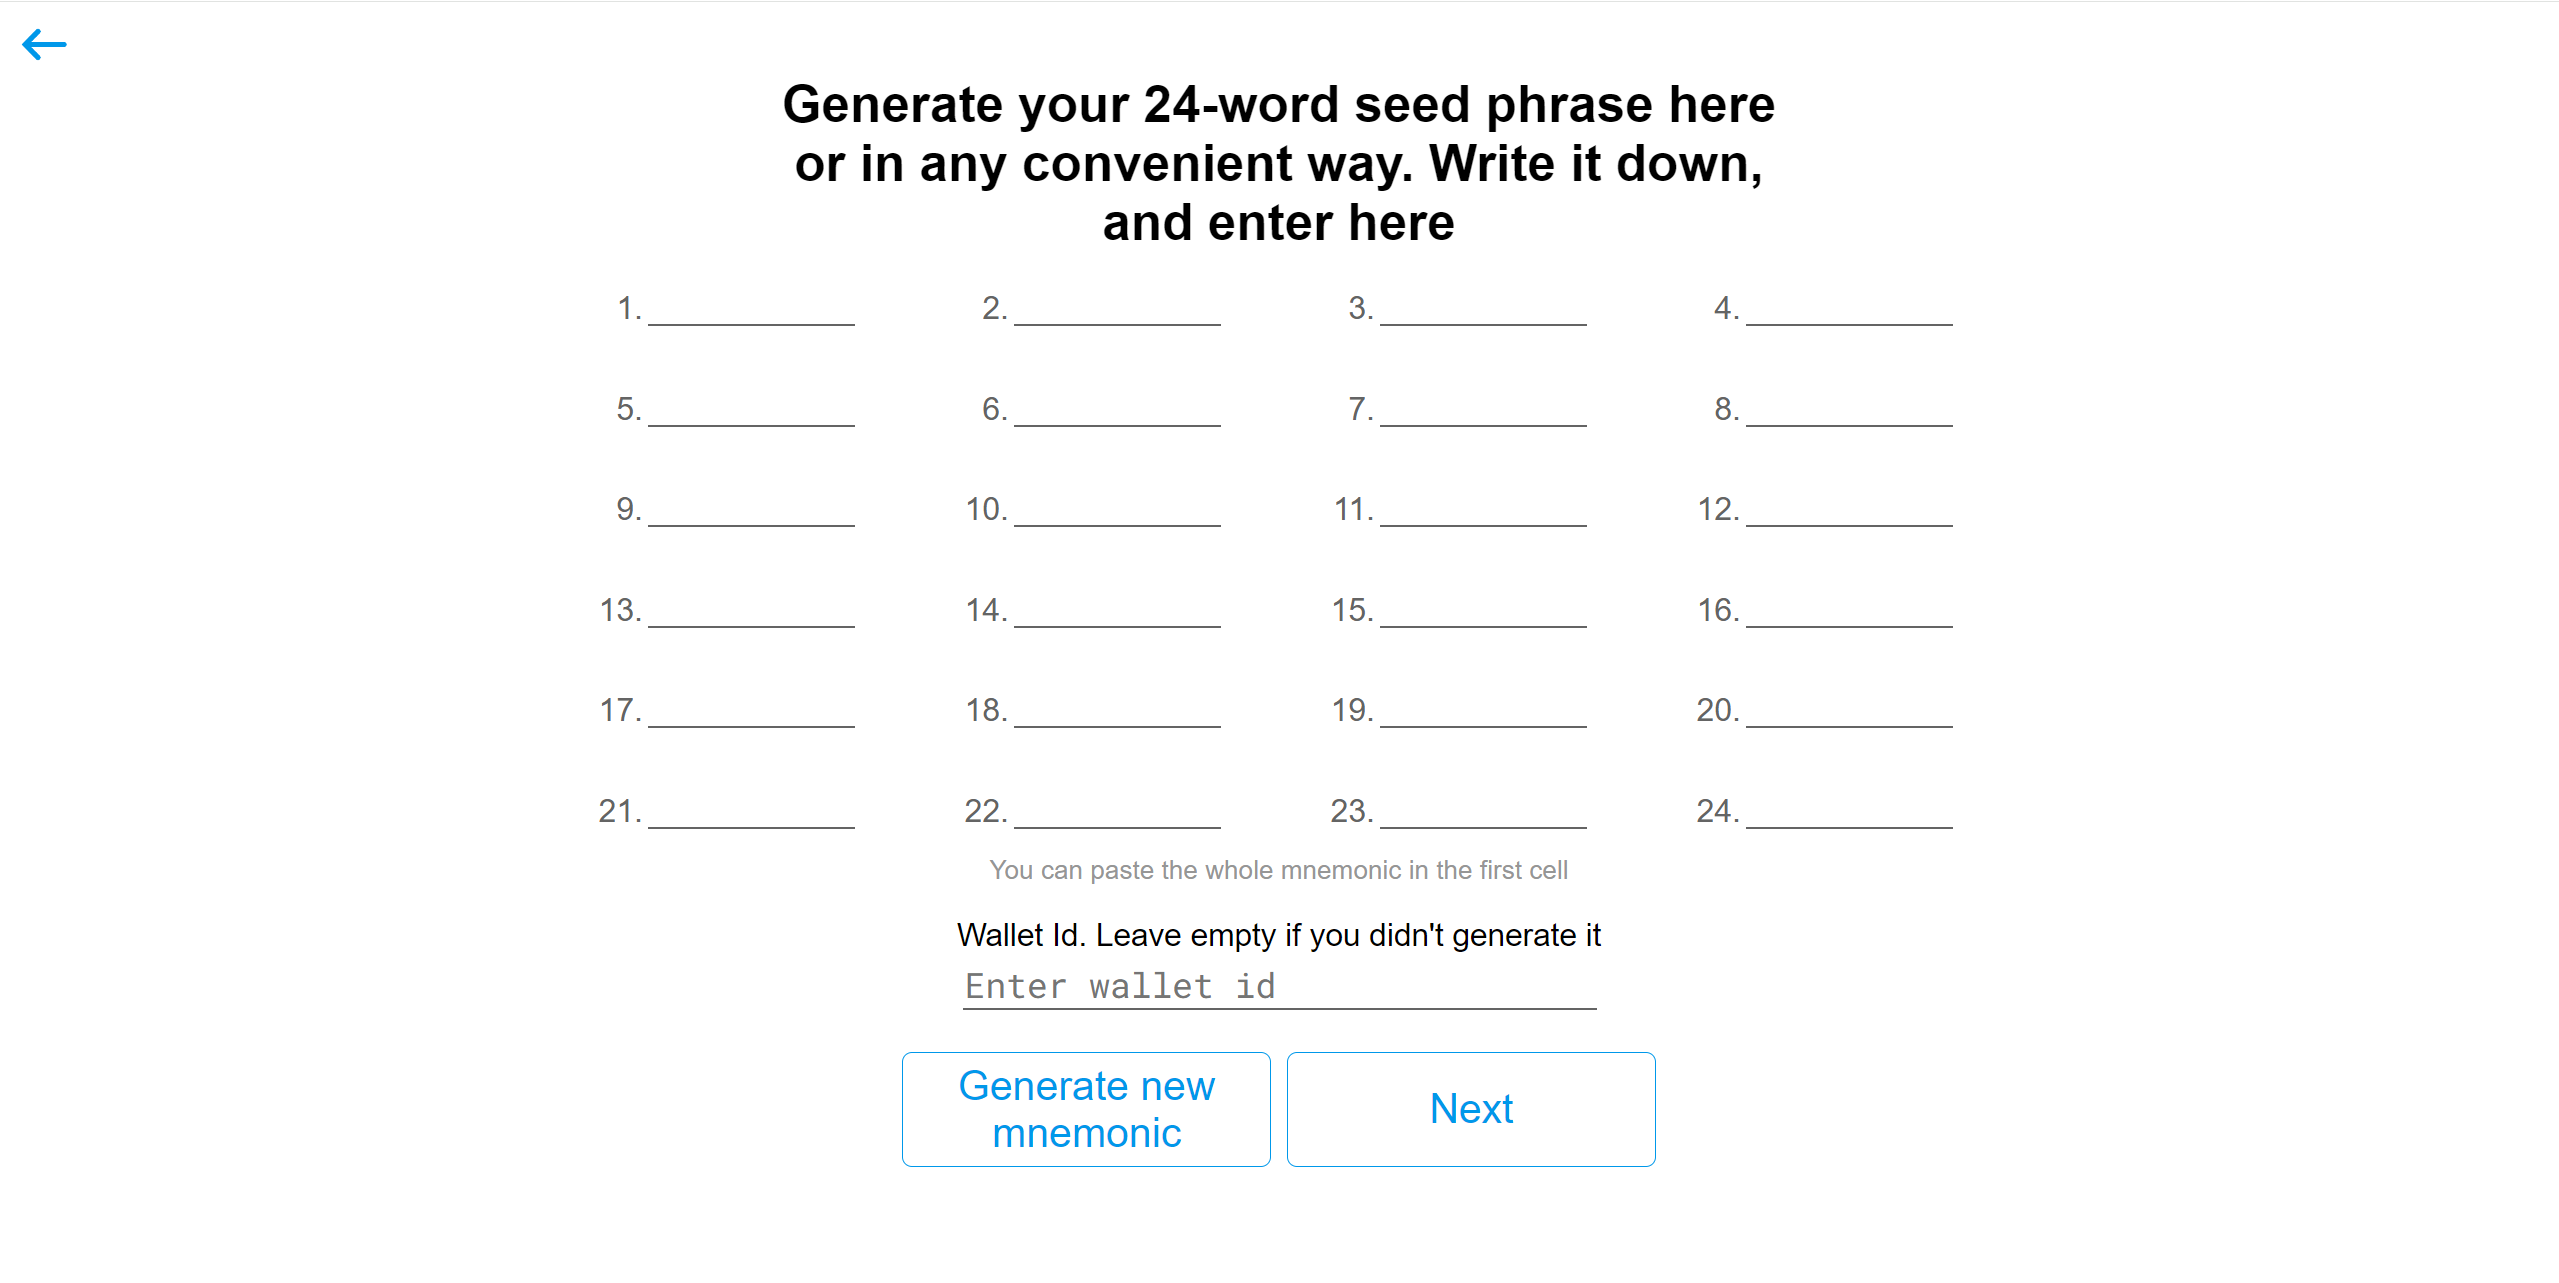 Generate your 24-word seed phrase here
or in any convenient way. Write it down,
and enter here
1. 2. 3. 4.
5. 6. 7. 8.
9. 10. 11. 12.
13. 14. 15. 16.
17. 18. 19. 20.
21. 22. 23. 24.
You can paste the whole mnemonic in the first cell
Wallet Id. Leave empty if you didn't generate it
Enter wallet id
Generate new
mnemonic
Next